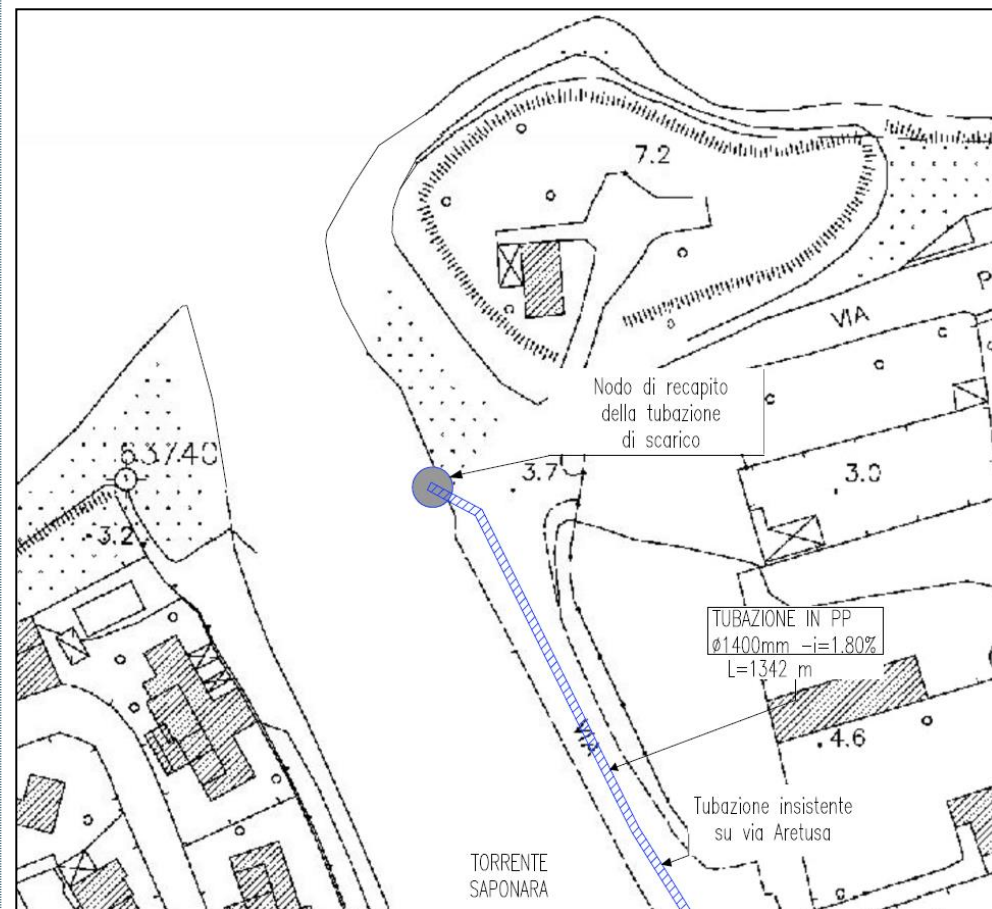 7.2
VIA
P
Nodo di recapito
della tubazione
di scarico
63740
3.7
3.0
3.2
TUBAZIONE IN PP
ø1400mm -i=1.80%
L=1342 m
4.6
Tubazione insistente
su via Aretusa
TORRENTE
SAPONARA